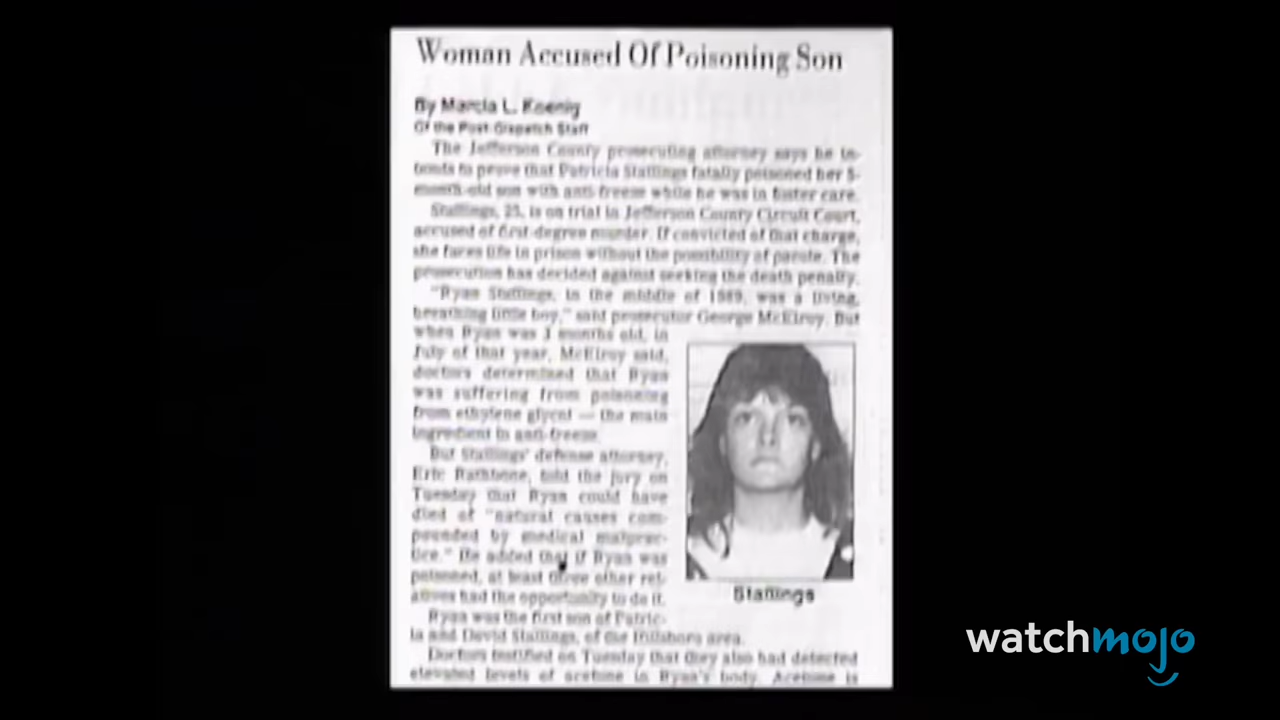 Woman Accused Of Poisoning Son
By Marcia L. Koenig
Of the Post-Dispatch Staff
The Jefferson County prosecuting attorney says he in-
tends to prove that Patricia Stallings fatally poisoned her 5-
month-old son with anti-freeze while he was in foster care.
Stallings, 25, is on trial in Jefferson County Circuit Court,
accused of first-degree murder. If convicted of that charge,
she faces life in prison without the possibility of parole. The
prosecution has decided against seeking the death penalty.
"Ryan Stallings, in the middle of 1989, was a living,
breathing little boy," said prosecutor George McElroy. But
when Ryan was 3 months old, in
July of that year, McElroy said,
doctors determined that Ryan
was suffering from poisoning
from ethylene glycol — the main
ingredient in anti-freeze.
But Stallings' defense attorney,
Eric Rathbone, told the jury on
Tuesday that Ryan could have
died of "natural causes com-
pounded by medical malprac-
tice." He added that if Ryan was
poisoned, at least three other rel-
atives had the opportunity to do it.
Ryan was the first son of Patric-
ia and David Stallings, of the Hillsboro area.
Doctors testified on Tuesday that they also had detected
elevated levels of acetone in Ryan's body. Acetone is
Stallings
watchmojo